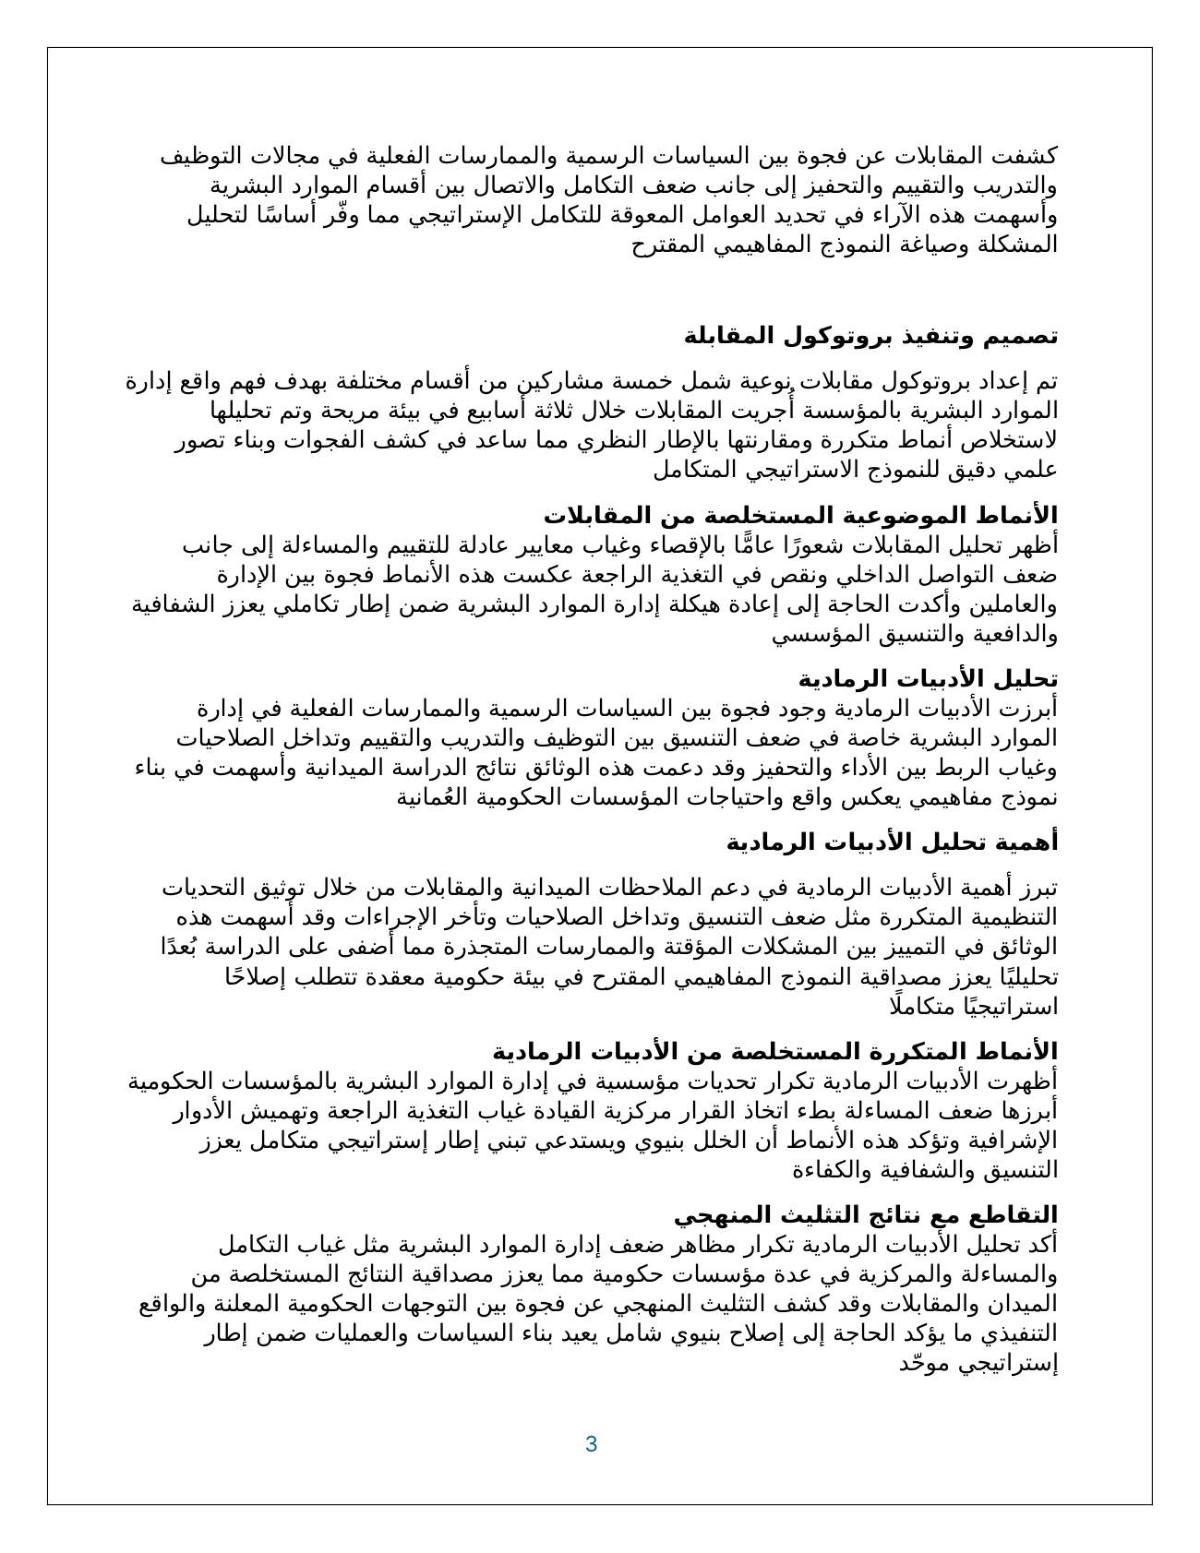 كشفت المقابلات عن فجوة بين السياسات الرسمية والممارسات الفعلية في مجالات التوظيف
والتدريب والتقييم والتحفيز إلى جانب ضعف التكامل والاتصال بين أقسام الموارد البشرية
وأسهمت هذه الآراء في تحديد العوامل المعوقة للتكامل الإستراتيجي مما وفّر أساسًا لتحليل
المشكلة وصياغة النموذج المفاهيمي المقترح
تصميم وتنفيذ بروتوكول المقابلة
تم إعداد بروتوكول مقابلات نوعية شمل خمسة مشاركين من أقسام مختلفة بهدف فهم واقع إدارة
الموارد البشرية بالمؤسسة أُجريت المقابلات خلال ثلاثة أسابيع في بيئة مريحة وتم تحليلها
لاستخلاص أنماط متكررة ومقارنتها بالإطار النظري مما ساعد في كشف الفجوات وبناء تصور
علمي دقيق للنموذج الاستراتيجي المتكامل
الأنماط الموضوعية المستخلصة من المقابلات
أظهر تحليل المقابلات شعورًا عامًّا بالإقصاء وغياب معايير عادلة للتقييم والمساءلة إلى جانب
ضعف التواصل الداخلي ونقص في التغذية الراجعة عكست هذه الأنماط فجوة بين الإدارة
والعاملين وأكدت الحاجة إلى إعادة هيكلة إدارة الموارد البشرية ضمن إطار تكاملي يعزز الشفافية
والدافعية والتنسيق المؤسسي
تحليل الأدبيات الرمادية
أبرزت الأدبيات الرمادية وجود فجوة بين السياسات الرسمية والممارسات الفعلية في إدارة
الموارد البشرية خاصة في ضعف التنسيق بين التوظيف والتدريب والتقييم وتداخل الصلاحيات
وغياب الربط بين الأداء والتحفيز وقد دعمت هذه الوثائق نتائج الدراسة الميدانية وأسهمت في بناء
نموذج مفاهيمي يعكس واقع واحتياجات المؤسسات الحكومية العُمانية
أهمية تحليل الأدبيات الرمادية
تبرز أهمية الأدبيات الرمادية في دعم الملاحظات الميدانية والمقابلات من خلال توثيق التحديات
التنظيمية المتكررة مثل ضعف التنسيق وتداخل الصلاحيات وتأخر الإجراءات وقد أسهمت هذه
الوثائق في التمييز بين المشكلات المؤقتة والممارسات المتجذرة مما أضفى على الدراسة بُعدًا
تحليليًا يعزز مصداقية النموذج المفاهيمي المقترح في بيئة حكومية معقدة تتطلب إصلاحًا
استراتيجيًا متكاملًا
الأنماط المتكررة المستخلصة من الأدبيات الرمادية
أظهرت الأدبيات الرمادية تكرار تحديات مؤسسية في إدارة الموارد البشرية بالمؤسسات الحكومية
أبرزها ضعف المساءلة بطء اتخاذ القرار مركزية القيادة غياب التغذية الراجعة وتهميش الأدوار
الإشرافية وتؤكد هذه الأنماط أن الخلل بنيوي ويستدعي تبني إطار إستراتيجي متكامل يعزز
التنسيق والشفافية والكفاءة
التقاطع مع نتائج التثليث المنهجي
أكد تحليل الأدبيات الرمادية تكرار مظاهر ضعف إدارة الموارد البشرية مثل غياب التكامل
والمساءلة والمركزية في عدة مؤسسات حكومية مما يعزز مصداقية النتائج المستخلصة من
الميدان والمقابلات وقد كشف التثليث المنهجي عن فجوة بين التوجهات الحكومية المعلنة والواقع
التنفيذي ما يؤكد الحاجة إلى إصلاح بنيوي شامل يعيد بناء السياسات والعمليات ضمن إطار
إستراتيجي موحّد
3